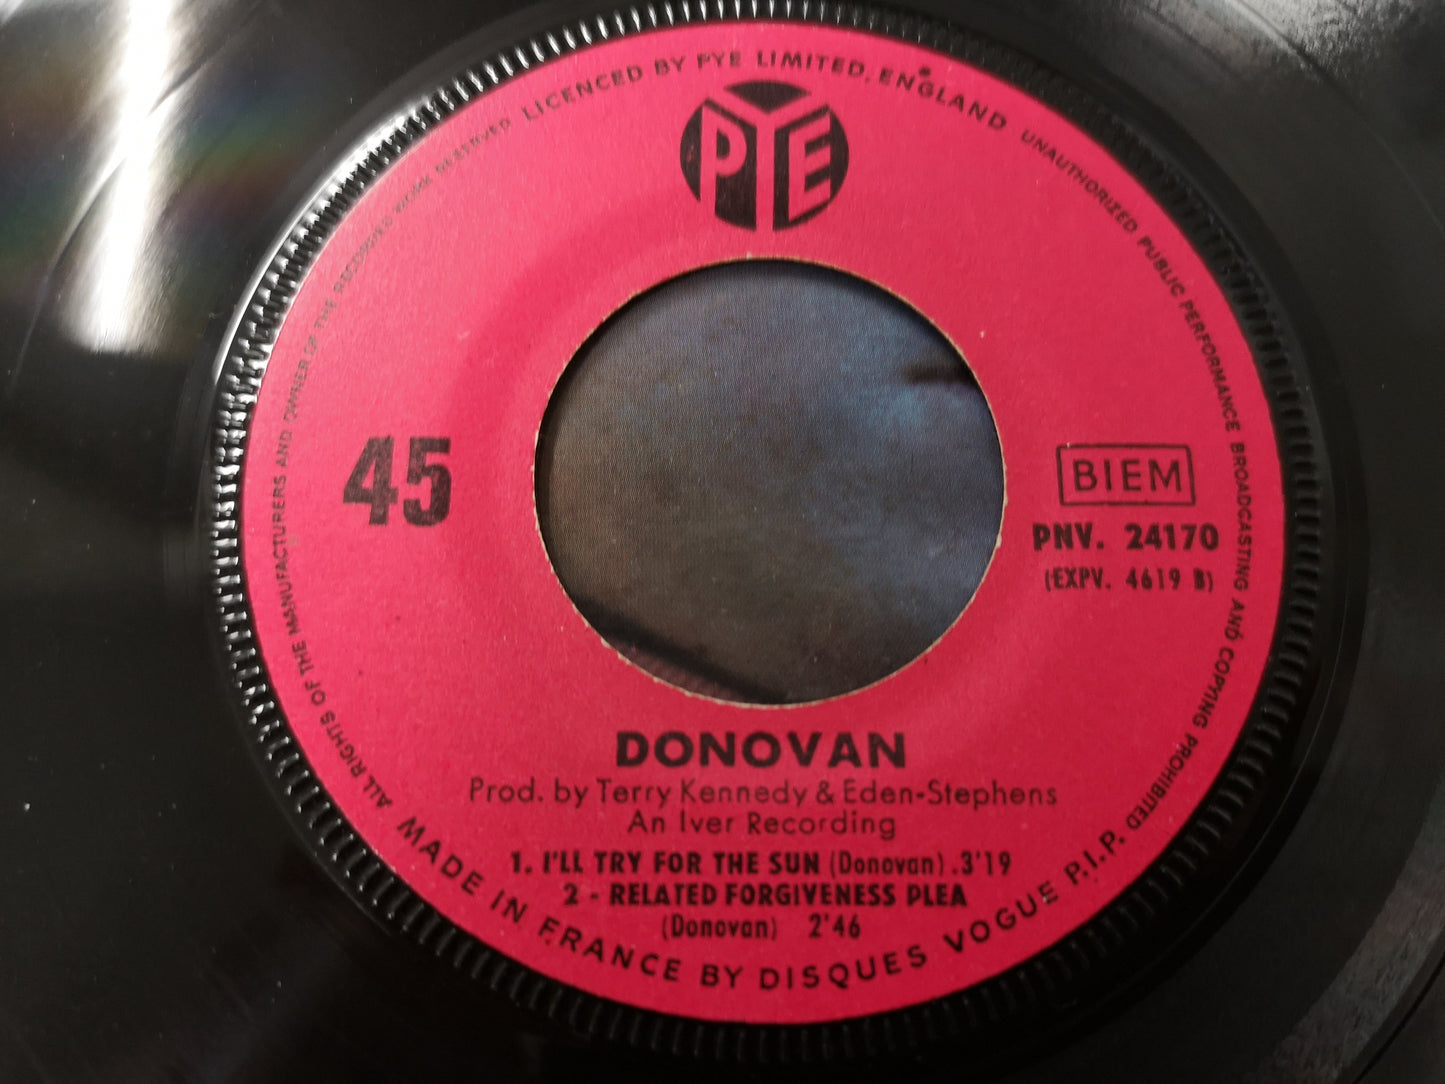 LICENCED BY PYE LIMITED. ENGLAND
UNAUTHORIZED PUBLIC PERFORMANCE BROADCASTING AND COPYING PROHIBITED
ALL RIGHTS OF THE MANUFACTURERS AND OWNER OF THE RECORDED WORK RESERVED
PYE
45
BIEM
PNV. 24170
(EXPV. 4619 B)
DONOVAN
Prod. by Terry Kennedy & Eden-Stephens
An Iver Recording
1. I'LL TRY FOR THE SUN (Donovan).3'19
2 - RELATED FORGIVENESS PLEA
(Donovan) 2'46
MADE IN FRANCE BY DISQUES VOGUE P.I.P.